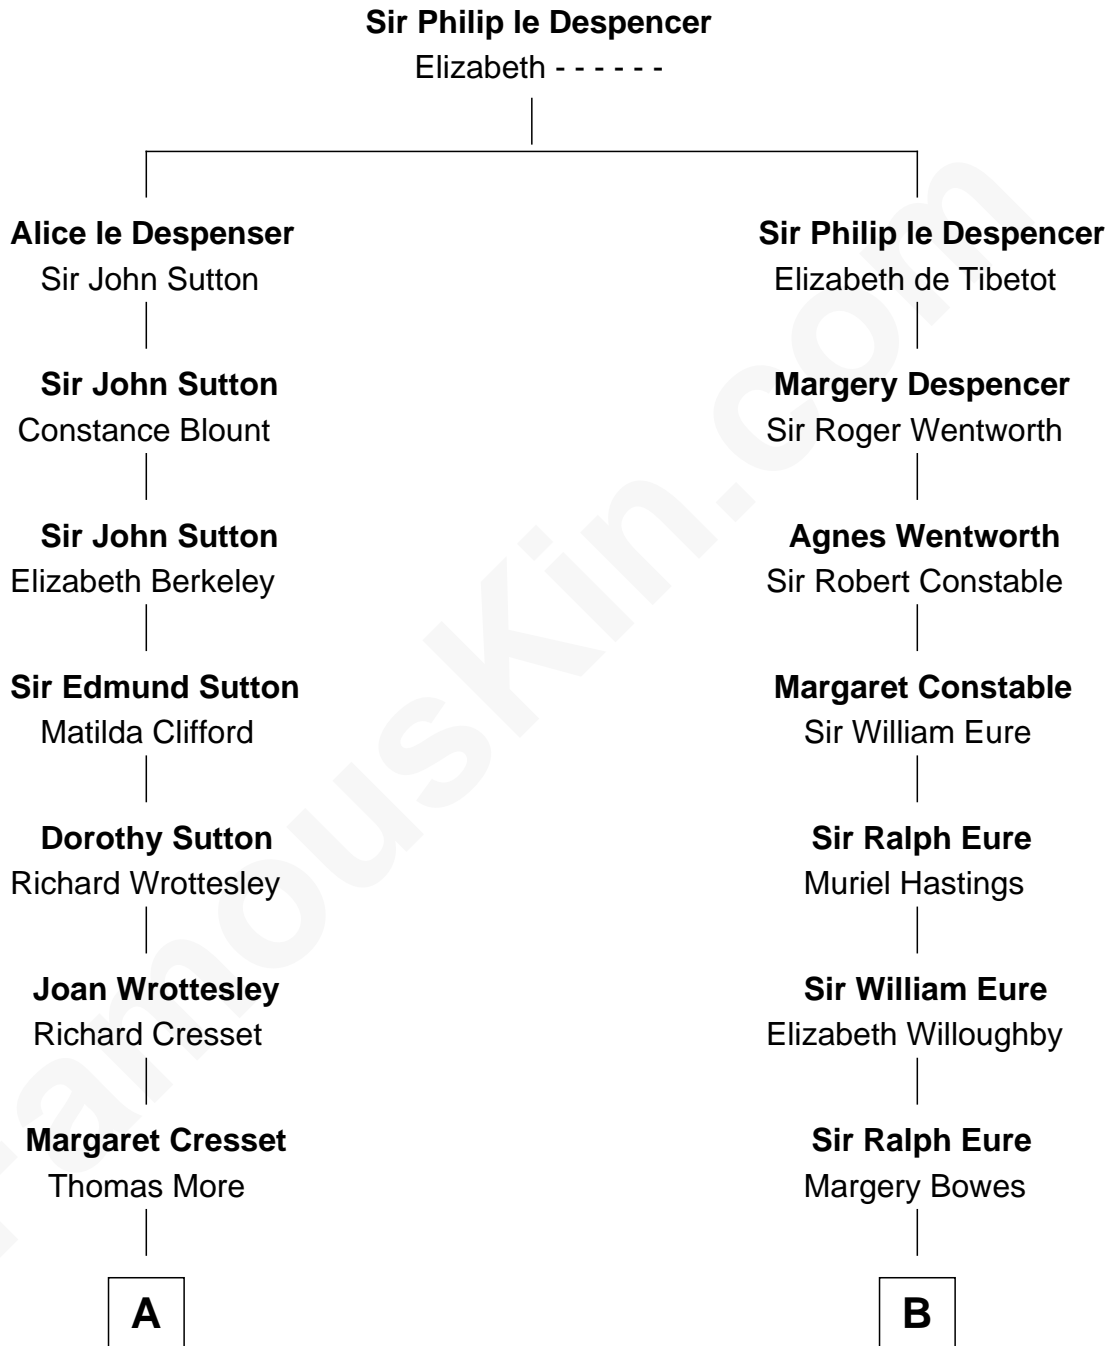 Sir Philip le Despencer
Elizabeth - - - - - -
Alice le Despenser
Sir John Sutton
Sir John Sutton
Constance Blount
Sir John Sutton
Elizabeth Berkeley
Sir Edmund Sutton
Matilda Clifford
Dorothy Sutton
Richard Wrottesley
Joan Wrottesley
Richard Cresset
Margaret Cresset
Thomas More
A
Sir Philip le Despencer
Elizabeth de Tibetot
Margery Despencer
Sir Roger Wentworth
Agnes Wentworth
Sir Robert Constable
Margaret Constable
Sir William Eure
Sir Ralph Eure
Muriel Hastings
Sir William Eure
Elizabeth Willoughby
Sir Ralph Eure
Margery Bowes
B
FamousKin.com